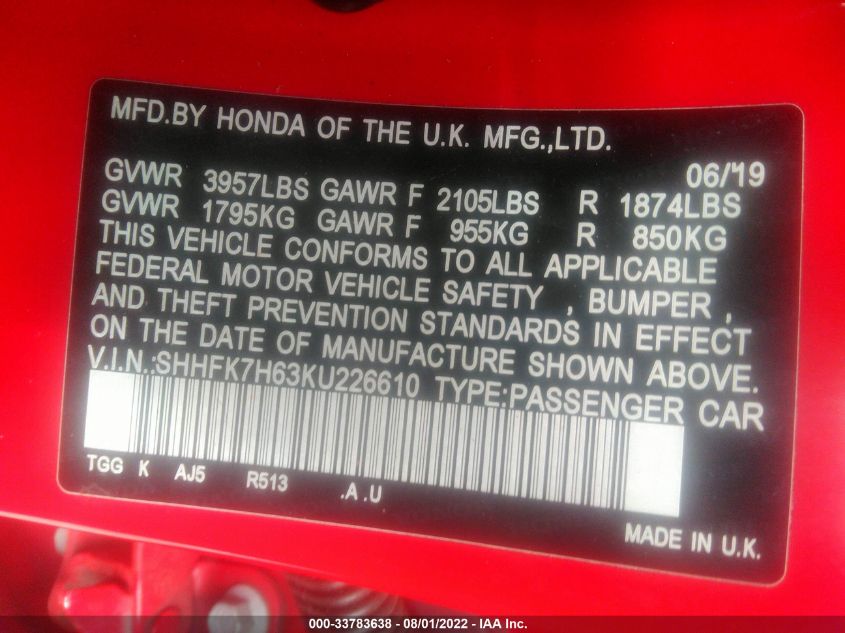 MFD.BY HONDA OF THE U.K. MFG.,LTD.
06/'19
GVWR 3957LBS GAWR F 2105LBS R 1874LBS
GVWR 1795KG GAWR F 955KG R 850KG
THIS VEHICLE CONFORMS TO ALL APPLICABLE
FEDERAL MOTOR VEHICLE SAFETY , BUMPER ,
AND THEFT PREVENTION STANDARDS IN EFFECT
ON THE DATE OF MANUFACTURE SHOWN ABOVE.
V.I.N.:SHHFK7H63KU226610 TYPE:PASSENGER CAR
TGG K AJ5 R513 .A .U
MADE IN U.K.
000-33783638 - 08/01/2022 - IAA Inc.